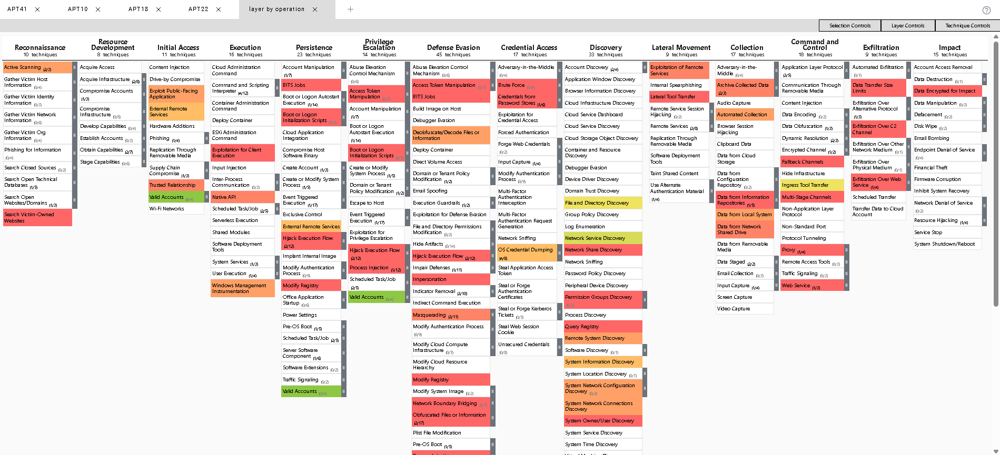 APT41
APT10
APT18
APT22
layer by operation
Selection Controls
Layer Controls
Technique Controls
Reconnaissance
10 techniques
Active Scanning (2/3)
Gather Victim Host
Information (0/4)
Gather Victim Identity
Information (0/3)
Gather Victim Network
Information (0/6)
Gather Victim Org
Information (0/4)
Phishing for Information
(0/4)
Search Closed Sources (0/2)
Search Open Technical
Databases (1/5)
Search Open
Websites/Domains (1/3)
Search Victim-Owned
Websites
Resource
Development
8 techniques
Acquire Access
Acquire Infrastructure (2/8)
Compromise Accounts
(1/3)
Compromise
Infrastructure (0/8)
Develop Capabilities (0/4)
Establish Accounts (0/3)
Obtain Capabilities (2/7)
Stage Capabilities (0/6)
Initial Access
11 techniques
Content Injection
Drive-by Compromise
Exploit Public-Facing
Application
External Remote
Services
Hardware Additions
Phishing (1/4)
Replication Through
Removable Media
Supply Chain
Compromise (1/3)
Trusted Relationship
Valid Accounts (0/4)
Wi-Fi Networks
Execution
16 techniques
Cloud Administration
Command
Command and Scripting
Interpreter (4/12)
Container Administration
Command
Deploy Container
ESXi Administration
Command
Exploitation for Client
Execution
Input Injection
Inter-Process
Communication (0/3)
Native API
Scheduled Task/Job (2/5)
Serverless Execution
Shared Modules
Software Deployment
Tools
System Services (1/3)
User Execution (1/4)
Windows Management
Instrumentation
Persistence
23 techniques
Account Manipulation
(1/7)
BITS Jobs
Boot or Logon Autostart
Execution (1/14)
Boot or Logon
Initialization Scripts (0/5)
Cloud Application
Integration
Compromise Host
Software Binary
Create Account (1/3)
Create or Modify System
Process (1/5)
Event Triggered
Execution (1/17)
Exclusive Control
External Remote Services
Hijack Execution Flow
(2/12)
Implant Internal Image
Modify Authentication
Process (0/9)
Modify Registry
Office Application
Startup (0/6)
Power Settings
Pre-OS Boot (1/5)
Scheduled Task/Job (2/5)
Server Software
Component (1/6)
Software Extensions (0/2)
Traffic Signaling (0/2)
Valid Accounts (0/4)
Privilege
Escalation
14 techniques
Abuse Elevation
Control Mechanism
(0/6)
Access Token
Manipulation (0/5)
Account Manipulation
(1/7)
Boot or Logon
Autostart Execution
(1/14)
Boot or Logon
Initialization Scripts (0/5)
Create or Modify
System Process (1/5)
Domain or Tenant
Policy Modification (1/2)
Escape to Host
Event Triggered
Execution (1/17)
Exploitation for
Privilege Escalation
Hijack Execution Flow
(2/12)
Process Injection (1/12)
Scheduled Task/Job
(2/5)
Valid Accounts (0/4)
Defense Evasion
45 techniques
Abuse Elevation Control
Mechanism (0/6)
Access Token Manipulation (0/5)
BITS Jobs
Build Image on Host
Debugger Evasion
Deobfuscate/Decode Files or
Information
Deploy Container
Direct Volume Access
Domain or Tenant Policy
Modification (1/2)
Email Spoofing
Execution Guardrails (1/2)
Exploitation for Defense Evasion
File and Directory Permissions
Modification (0/2)
Hide Artifacts (0/14)
Hijack Execution Flow (2/12)
Impair Defenses (1/11)
Impersonation
Indicator Removal (3/10)
Indirect Command Execution
Masquerading (3/11)
Modify Authentication Process
(0/9)
Modify Cloud Compute
Infrastructure (0/5)
Modify Cloud Resource
Hierarchy
Modify Registry
Modify System Image (0/2)
Network Boundary Bridging (0/1)
Obfuscated Files or Information
(2/17)
Plist File Modification
Pre-OS Boot (1/5)
Credential Access
17 techniques
Adversary-in-the-Middle
(0/4)
Brute Force (0/4)
Credentials from
Password Stores (1/6)
Exploitation for
Credential Access
Forced Authentication
Forge Web Credentials
(0/2)
Input Capture (1/4)
Modify Authentication
Process (0/9)
Multi-Factor
Authentication
Interception
Multi-Factor
Authentication Request
Generation
Network Sniffing
OS Credential Dumping
(4/8)
Steal Application Access
Token
Steal or Forge
Authentication
Certificates
Steal or Forge Kerberos
Tickets (0/5)
Steal Web Session
Cookie
Unsecured Credentials
(0/8)
Discovery
33 techniques
Account Discovery (2/4)
Application Window Discovery
Browser Information Discovery
Cloud Infrastructure Discovery
Cloud Service Dashboard
Cloud Service Discovery
Cloud Storage Object Discovery
Container and Resource
Discovery
Debugger Evasion
Device Driver Discovery
Domain Trust Discovery
File and Directory Discovery
Group Policy Discovery
Log Enumeration
Network Service Discovery
Network Share Discovery
Network Sniffing
Password Policy Discovery
Peripheral Device Discovery
Permission Groups Discovery
(0/3)
Process Discovery
Query Registry
Remote System Discovery
Software Discovery (0/1)
System Information Discovery
System Location Discovery (0/1)
System Network Configuration
Discovery (0/2)
System Network Connections
Discovery
System Owner/User Discovery
System Service Discovery
System Time Discovery
Lateral Movement
9 techniques
Exploitation of Remote
Services
Internal Spearphishing
Lateral Tool Transfer
Remote Service Session
Hijacking (0/2)
Remote Services (3/8)
Replication Through
Removable Media
Software Deployment
Tools
Taint Shared Content
Use Alternate
Authentication Material
(1/4)
Collection
17 techniques
Adversary-in-the-
Middle (0/4)
Archive Collected Data
(2/3)
Audio Capture
Automated Collection
Browser Session
Hijacking
Clipboard Data
Data from Cloud
Storage
Data from
Configuration
Repository (0/2)
Data from Information
Repositories (1/5)
Data from Local System
Data from Network
Shared Drive
Data from Removable
Media
Data Staged (2/2)
Email Collection (0/3)
Input Capture (1/4)
Screen Capture
Video Capture
Command and
Control
18 techniques
Application Layer Protocol
(3/5)
Communication Through
Removable Media
Content Injection
Data Encoding (0/2)
Data Obfuscation (1/3)
Dynamic Resolution (2/3)
Encrypted Channel (1/2)
Fallback Channels
Hide Infrastructure
Ingress Tool Transfer
Multi-Stage Channels
Non-Application Layer
Protocol
Non-Standard Port
Protocol Tunneling
Proxy (1/4)
Remote Access Tools (0/3)
Traffic Signaling (0/2)
Web Service (1/3)
Exfiltration
9 techniques
Automated Exfiltration
(0/1)
Data Transfer Size
Limits
Exfiltration Over
Alternative Protocol
(1/3)
Exfiltration Over C2
Channel
Exfiltration Over Other
Network Medium (0/1)
Exfiltration Over
Physical Medium (0/1)
Exfiltration Over Web
Service (1/4)
Scheduled Transfer
Transfer Data to Cloud
Account
Impact
15 techniques
Account Access Removal
Data Destruction (0/1)
Data Encrypted for Impact
Data Manipulation (0/3)
Defacement (0/2)
Disk Wipe (0/2)
Email Bombing
Endpoint Denial of Service
(0/4)
Financial Theft
Firmware Corruption
Inhibit System Recovery
Network Denial of Service
(0/2)
Resource Hijacking (1/4)
Service Stop
System Shutdown/Reboot